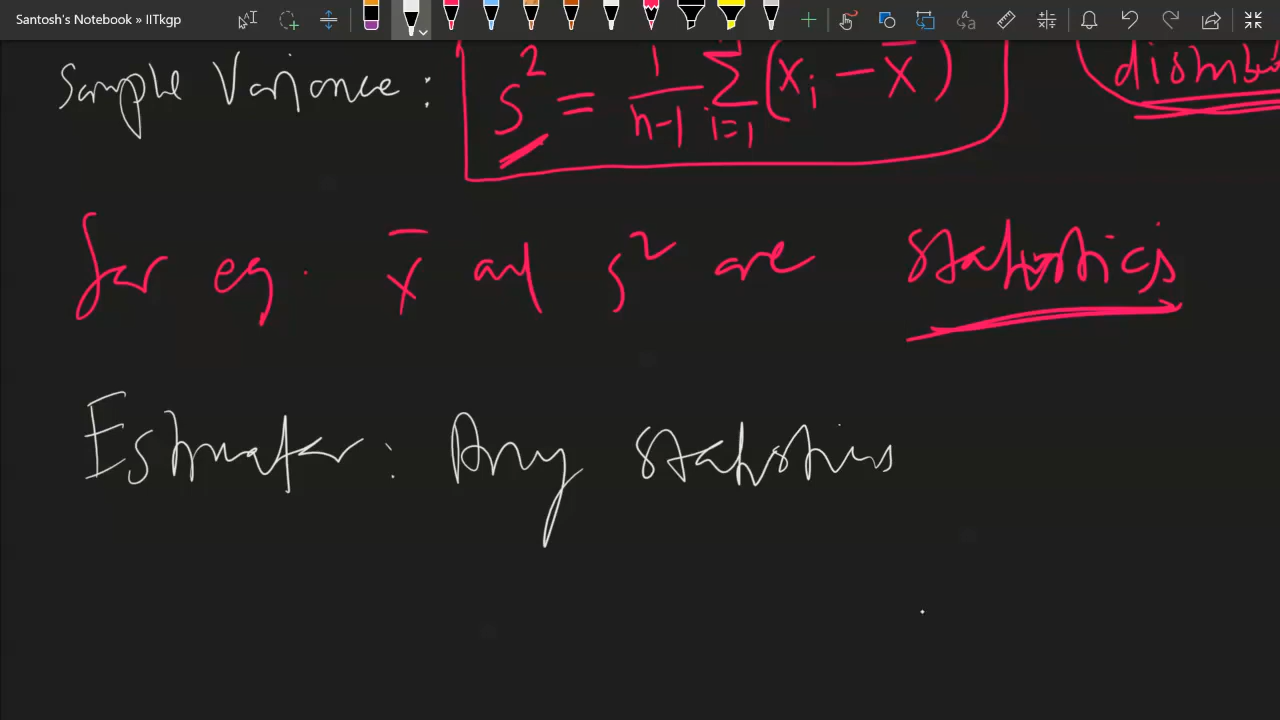 Santosh's Notebook » IITkgp
Sample Variance : s² = 1/(n-1) Σ i=1 (xi - x̄)
for eg. x̄ and s² are statistics
Estimator : Any statistics